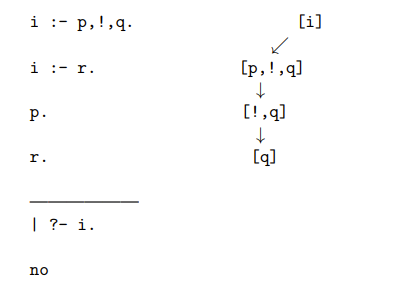 i :- p,!,q. [i]
i :- r. [p,!,q]
p. [!,q]
r. [q]
| ?- i.
no